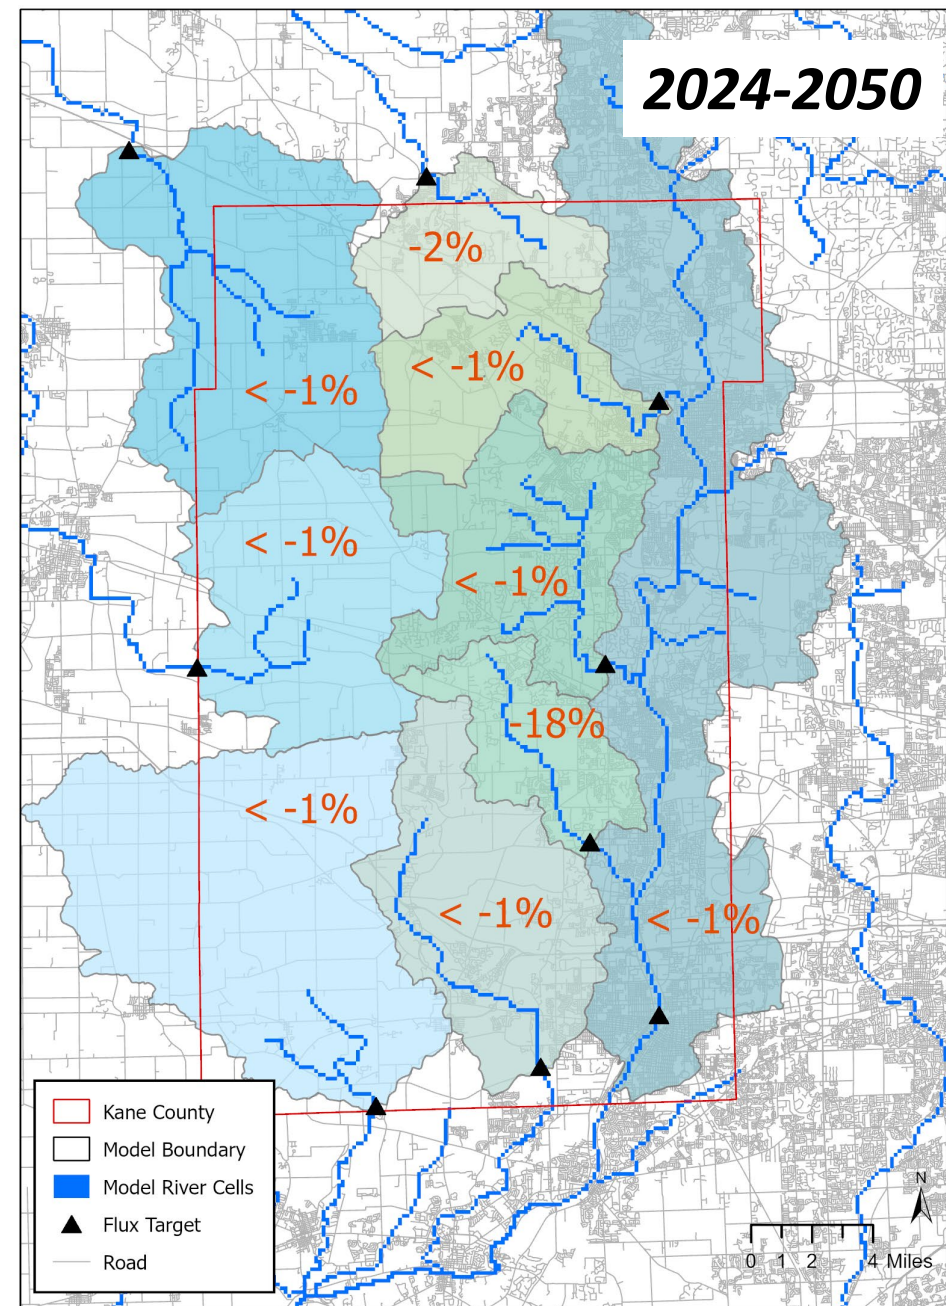 2024-2050
-2%
< -1%
< -1%
< -1%
< -1%
-18%
< -1%
< -1%
< -1%
Kane County
Model Boundary
Model River Cells
Flux Target
Road
N
0 1 2 4 Miles